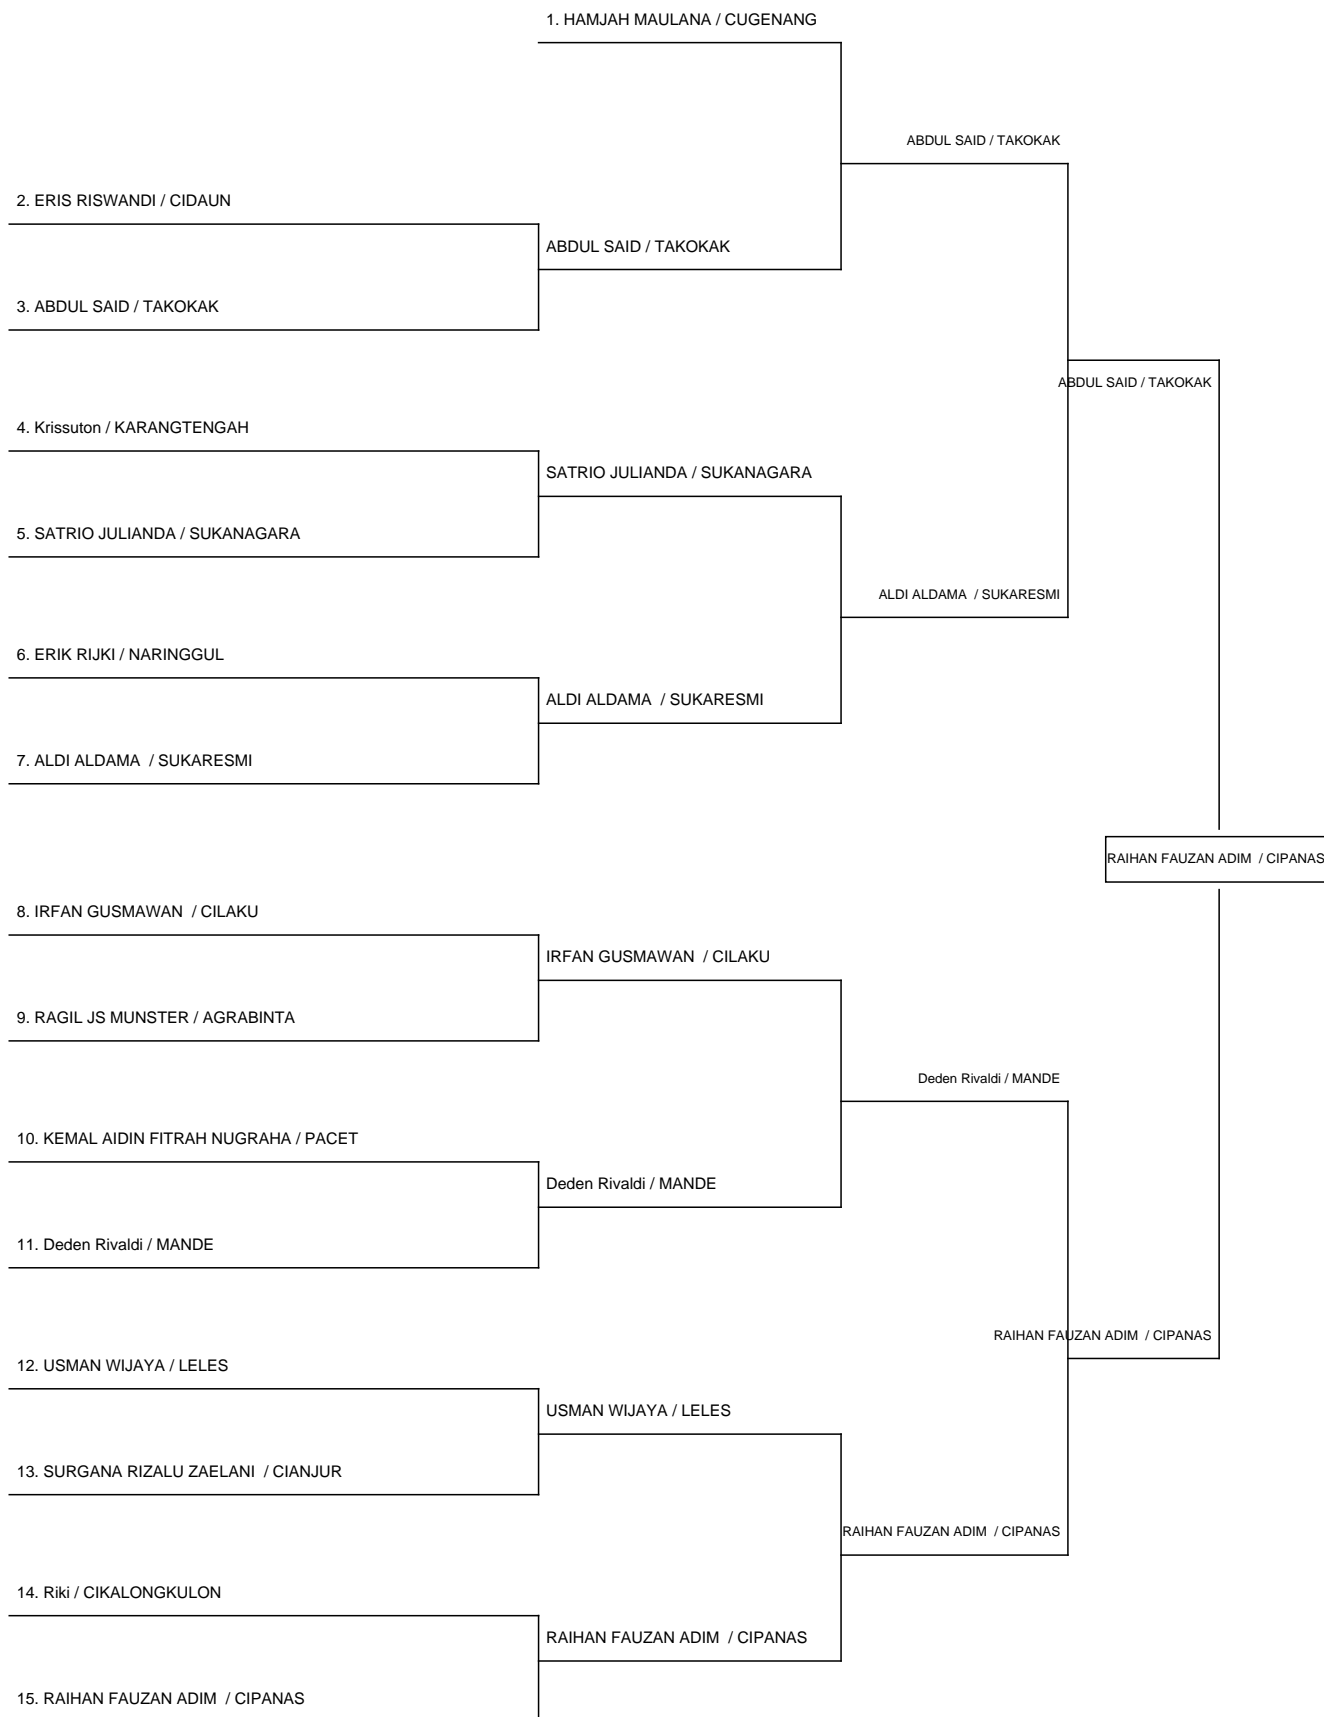 1. HAMJAH MAULANA / CUGENANG
ABDUL SAID / TAKOKAK
2. ERIS RISWANDI / CIDAUN
ABDUL SAID / TAKOKAK
3. ABDUL SAID / TAKOKAK
ABDUL SAID / TAKOKAK
4. Krissuton / KARANGTENGAH
SATRIO JULIANDA / SUKANAGARA
5. SATRIO JULIANDA / SUKANAGARA
ALDI ALDAMA  / SUKARESMI
6. ERIK RIJKI / NARINGGUL
ALDI ALDAMA  / SUKARESMI
7. ALDI ALDAMA  / SUKARESMI
RAIHAN FAUZAN ADIM  / CIPANAS
8. IRFAN GUSMAWAN  / CILAKU
IRFAN GUSMAWAN  / CILAKU
9. RAGIL JS MUNSTER / AGRABINTA
Deden Rivaldi / MANDE
10. KEMAL AIDIN FITRAH NUGRAHA / PACET
Deden Rivaldi / MANDE
11. Deden Rivaldi / MANDE
RAIHAN FAUZAN ADIM  / CIPANAS
12. USMAN WIJAYA / LELES
USMAN WIJAYA / LELES
13. SURGANA RIZALU ZAELANI  / CIANJUR
RAIHAN FAUZAN ADIM  / CIPANAS
14. Riki / CIKALONGKULON
RAIHAN FAUZAN ADIM  / CIPANAS
15. RAIHAN FAUZAN ADIM  / CIPANAS